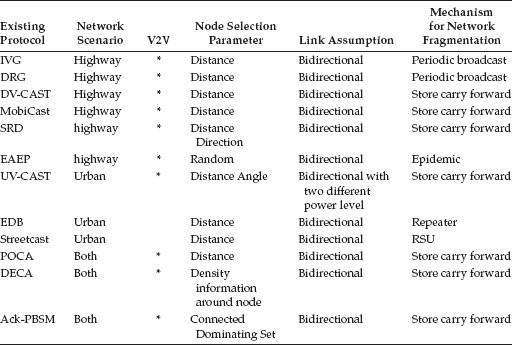 Existing Protocol Network Scenario V2V Node Selection Parameter Link Assumption Mechanism for Network Fragmentation
IVG Highway * Distance Bidirectional Periodic broadcast
DRG Highway * Distance Bidirectional Periodic broadcast
DV-CAST Highway * Distance Bidirectional Store carry forward
MobiCast Highway * Distance Bidirectional Store carry forward
SRD highway * Distance Bidirectional Store carry forward
Direction
EAEP highway * Random Bidirectional Epidemic
UV-CAST Urban * Distance Angle Bidirectional with Store carry forward
two different
power level
EDB Urban Distance Bidirectional Repeater
Streetcast Urban Distance Bidirectional RSU
POCA Both * Distance Bidirectional Store carry forward
DECA Both * Density Bidirectional Store carry forward
information
around node
Ack-PBSM Both * Connected Bidirectional Store carry forward
Dominating Set